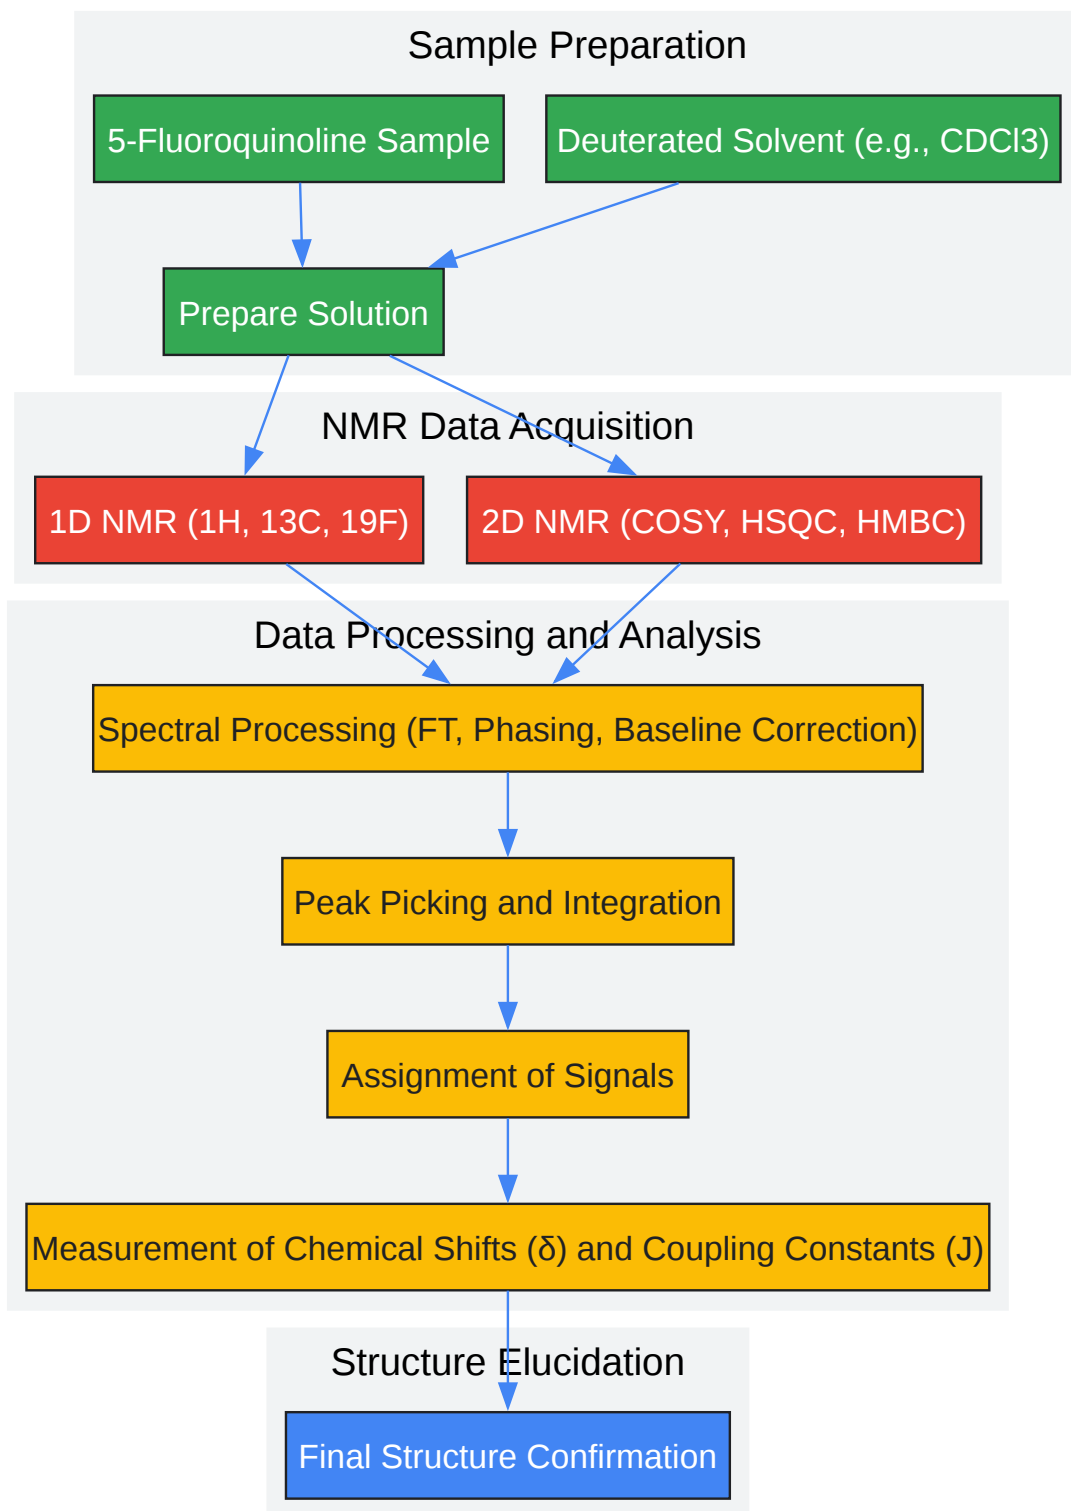 Sample Preparation
5-Fluoroquinoline Sample
Deuterated Solvent (e.g., CDCl3)
Prepare Solution
NMR Data Acquisition
1D NMR (1H, 13C, 19F)
2D NMR (COSY, HSQC, HMBC)
Data Processing and Analysis
Spectral Processing (FT, Phasing, Baseline Correction)
Peak Picking and Integration
Assignment of Signals
Measurement of Chemical Shifts (δ) and Coupling Constants (J)
Structure Elucidation
Final Structure Confirmation